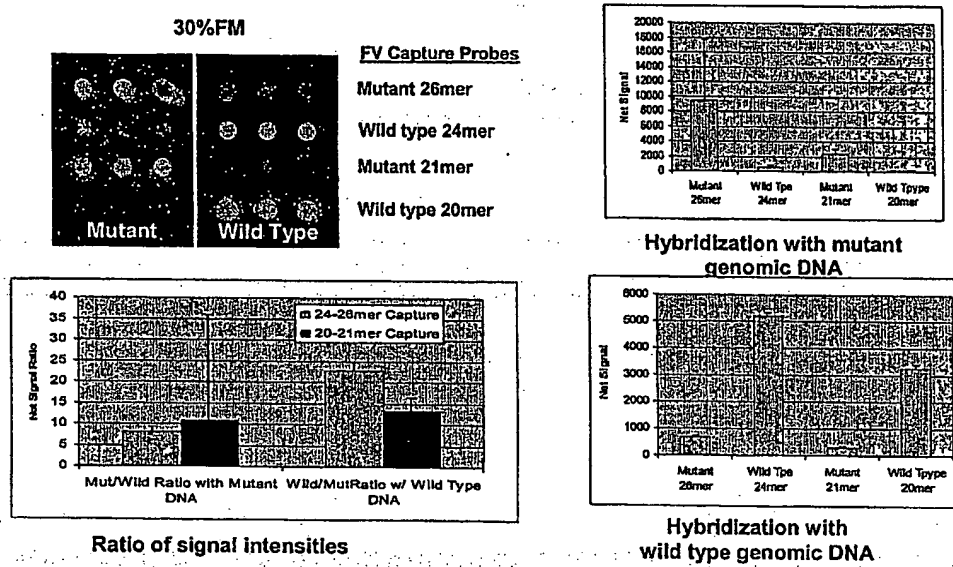 30%FM
FV Capture Probes
Mutant 26mer
Wild type 24mer
Mutant 21mer
Wild type 20mer
Mutant
Wild Type
Net Signal
20000
18000
16000
14000
12000
10000
8000
6000
4000
2000
0
Mutant 26mer
Wild Tpe 24mer
Mutant 21mer
Wild Tpype 20mer
Hybridization with mutant
genomic DNA
Net Signal Ratio
40
35
30
25
20
15
10
5
0
24-26mer Capture
20-21mer Capture
Mut/Wild Ratio with Mutant DNA
Wild/MutRatio w/ Wild Type DNA
Ratio of signal intensities
Net Signal
6000
5000
4000
3000
2000
1000
0
Mutant 26mer
Wild Tpe 24mer
Mutant 21mer
Wild Tpype 20mer
Hybridization with
wild type genomic DNA